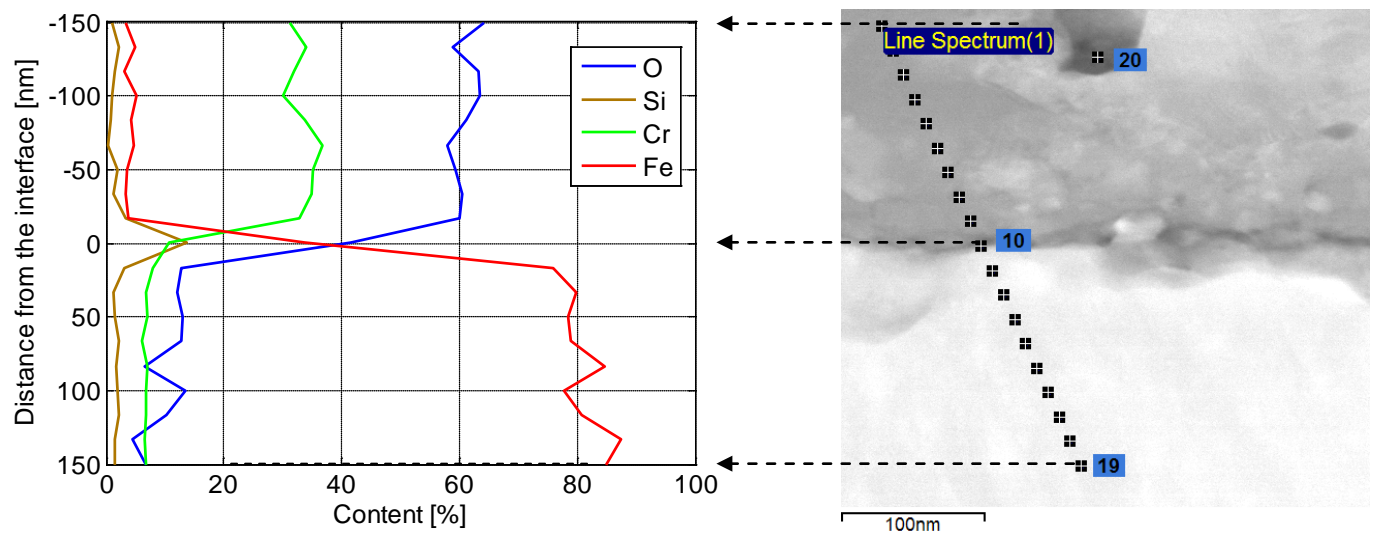 -150
-100
-50
0
50
100
150
Distance from the interface [nm]
0
20
40
60
80
100
Content [%]
O
Si
Cr
Fe
Line Spectrum(1)
20
10
19
100nm